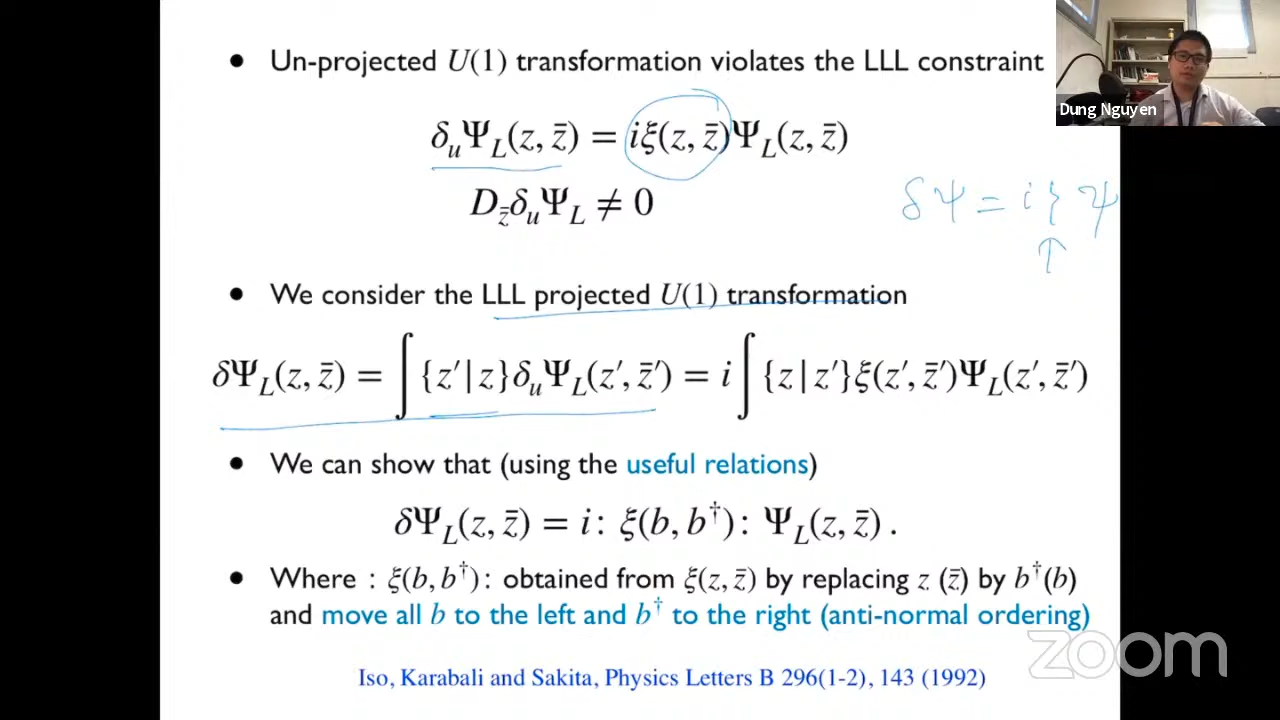 • Un-projected U(1) transformation violates the LLL constraint
δ_uΨ_L(z, z̄) = iξ(z, z̄)Ψ_L(z, z̄)
D_z̄δ_uΨ_L ≠ 0
δΨ = i ξ Ψ
↑
• We consider the LLL projected U(1) transformation
δΨ_L(z, z̄) = ∫{z′|z}δ_uΨ_L(z′, z̄′) = i∫{z|z′}ξ(z′, z̄′)Ψ_L(z′, z̄′)
• We can show that (using the useful relations)
δΨ_L(z, z̄) = i: ξ(b, b†): Ψ_L(z, z̄) .
• Where : ξ(b, b†): obtained from ξ(z, z̄) by replacing z (z̄) by b†(b)
and move all b to the left and b† to the right (anti-normal ordering)
Iso, Karabali and Sakita, Physics Letters B 296(1-2), 143 (1992)
Dung Nguyen
zoom